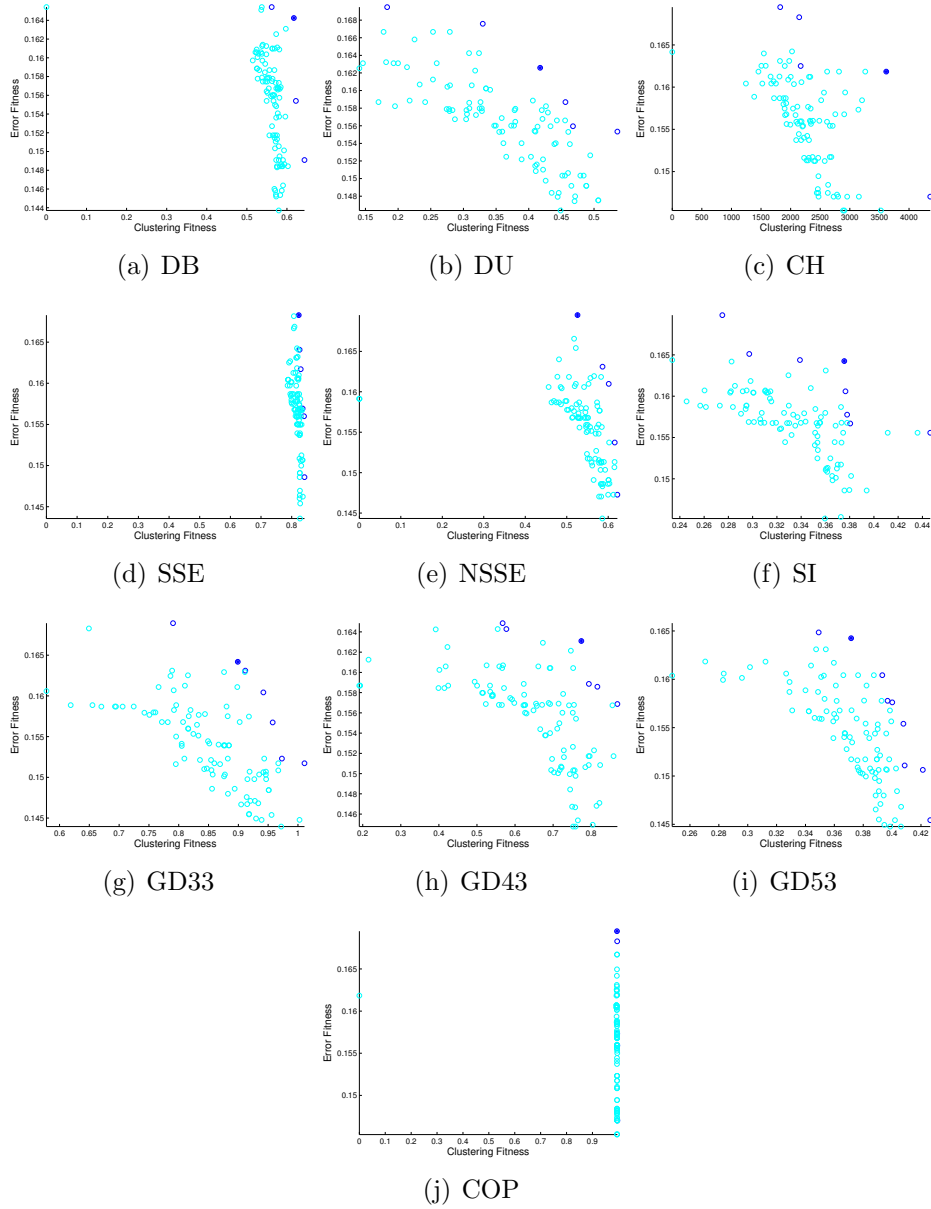 0.164
0.162
0.16
0.158
0.156
0.154
0.152
0.15
0.148
0.146
0.144
Error Fitness
0 0.1 0.2 0.3 0.4 0.5 0.6
Clustering Fitness
(a) DB
0.168
0.164
0.16
0.156
0.152
0.148
Error Fitness
0.15 0.2 0.25 0.3 0.35 0.4 0.45 0.5
Clustering Fitness
(b) DU
0.165
0.16
0.155
0.15
Error Fitness
0 500 1000 1500 2000 2500 3000 3500 4000
Clustering Fitness
(c) CH
0.165
0.16
0.155
0.15
0.145
Error Fitness
0 0.1 0.2 0.3 0.4 0.5 0.6 0.7 0.8
Clustering Fitness
(d) SSE
0.165
0.16
0.155
0.15
0.145
Error Fitness
0 0.1 0.2 0.3 0.4 0.5 0.6
Clustering Fitness
(e) NSSE
0.165
0.16
0.155
0.15
Error Fitness
0.24 0.26 0.28 0.3 0.32 0.34 0.36 0.38 0.4 0.42 0.44
Clustering Fitness
(f) SI
0.165
0.16
0.155
0.15
0.145
Error Fitness
0.6 0.65 0.7 0.75 0.8 0.85 0.9 0.95 1
Clustering Fitness
(g) GD33
0.164
0.162
0.16
0.158
0.156
0.154
0.152
0.15
0.148
0.146
Error Fitness
0.2 0.3 0.4 0.5 0.6 0.7 0.8
Clustering Fitness
(h) GD43
0.165
0.16
0.155
0.15
0.145
Error Fitness
0.26 0.28 0.3 0.32 0.34 0.36 0.38 0.4 0.42
Clustering Fitness
(i) GD53
0.165
0.16
0.155
0.15
Error Fitness
0 0.1 0.2 0.3 0.4 0.5 0.6 0.7 0.8 0.9
Clustering Fitness
(j) COP